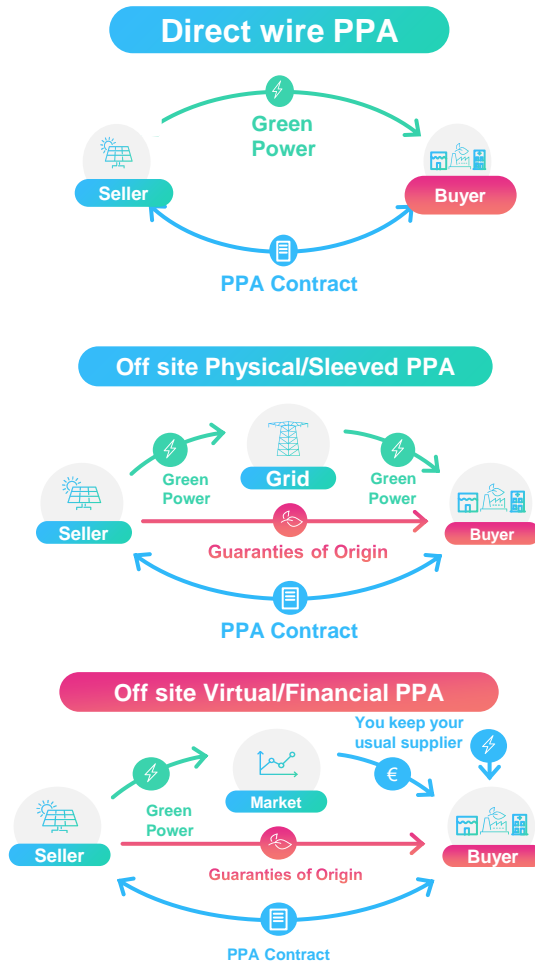 Direct wire PPA
Green
Power
Seller
Buyer
PPA Contract
Off site Physical/Sleeved PPA
Green
Power
Grid
Green
Power
Seller
Buyer
Guaranties of Origin
PPA Contract
Off site Virtual/Financial PPA
You keep your
usual supplier
€
Green
Power
Market
Seller
Buyer
Guaranties of Origin
PPA Contract